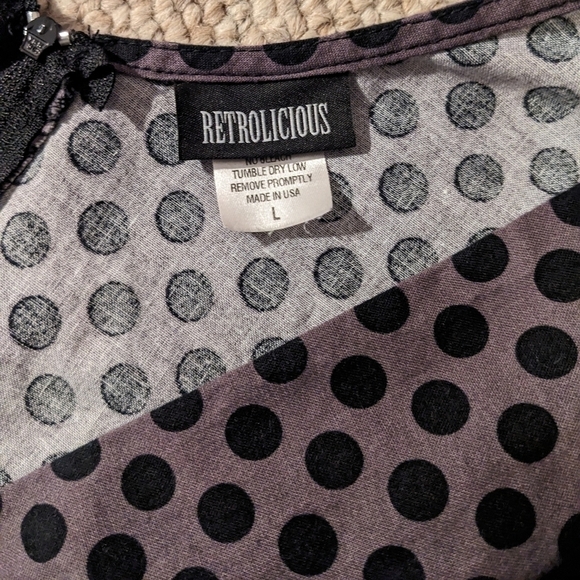 RETROLICIOUS
NO BLEACH
TUMBLE DRY LOW
REMOVE PROMPTLY
MADE IN USA
L